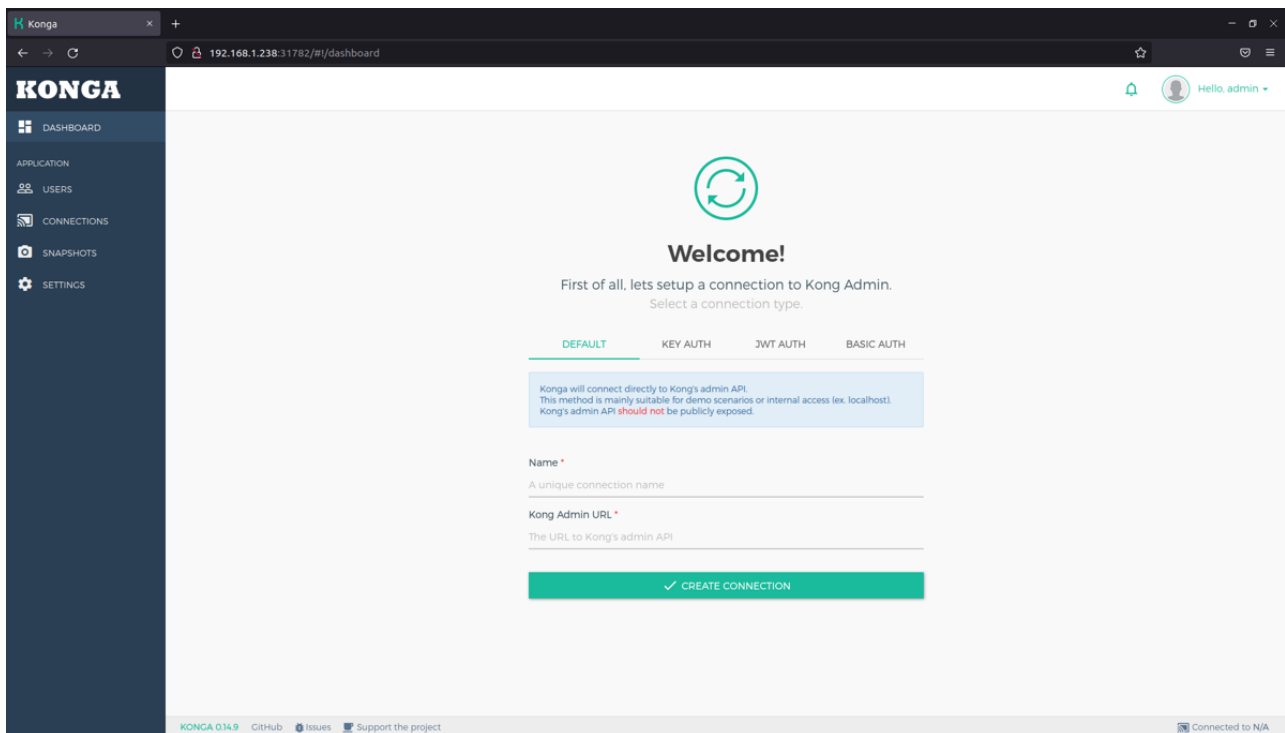 Konga
192.168.1.238:31782/#!/dashboard
KONGA
Hello, admin
DASHBOARD
APPLICATION
USERS
CONNECTIONS
SNAPSHOTS
SETTINGS
Welcome!
First of all, lets setup a connection to Kong Admin.
Select a connection type.
DEFAULT KEY AUTH JWT AUTH BASIC AUTH
Konga will connect directly to Kong's admin API.
This method is mainly suitable for demo scenarios or internal access (ex. localhost).
Kong's admin API should not be publicly exposed.
Name *
A unique connection name
Kong Admin URL *
The URL to Kong's admin API
CREATE CONNECTION
KONGA 0.14.9 GitHub Issues Support the project Connected to N/A